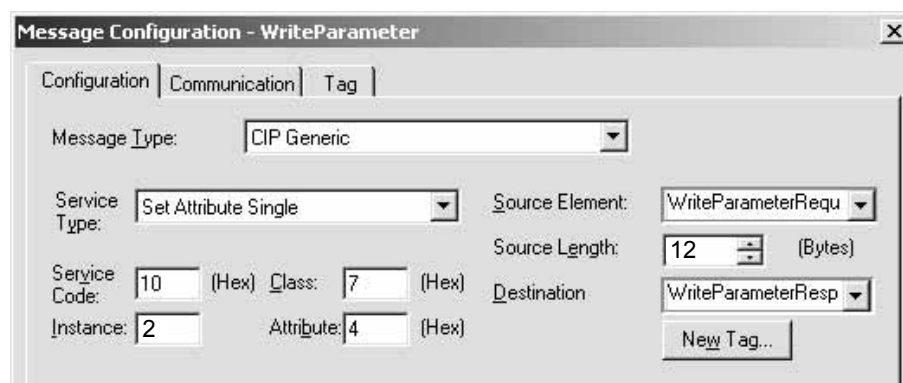 Message Configuration - WriteParameter
Configuration Communication Tag
Message Type: CIP Generic
Service Type: Set Attribute Single
Source Element: WriteParameterRequ
Source Length: 12 (Bytes)
Service Code: 10 (Hex) Class: 7 (Hex)
Destination WriteParameterResp
Instance: 2 Attribute: 4 (Hex)
New Tag...